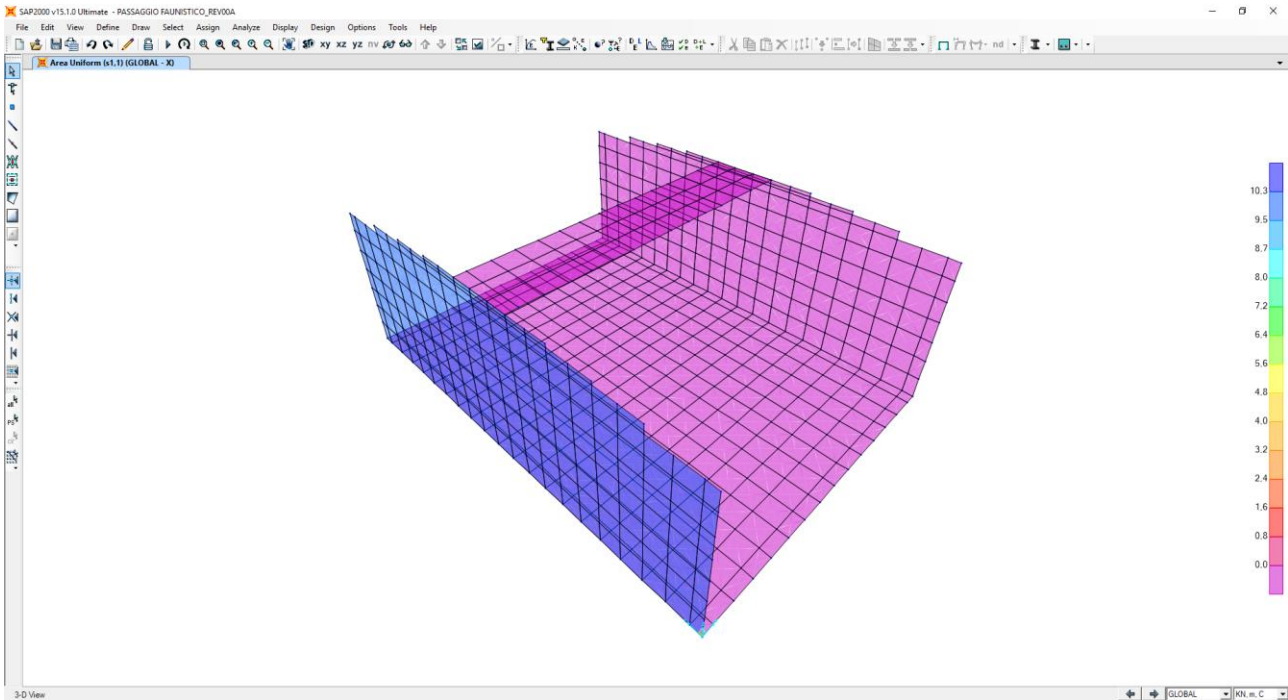 SAP2000 v15.1.0 Ultimate - PASSAGGIO FAUNISTICO_REV00A
File Edit View Define Draw Select Assign Analyze Display Design Options Tools Help
xy xz yz nv
nd
Area Uniform (s1,1) (GLOBAL - X)
10.3
9.5
8.7
8.0
7.2
6.4
5.6
4.8
4.0
3.2
2.4
1.6
0.8
0.0
3-D View
GLOBAL
KN, m, C